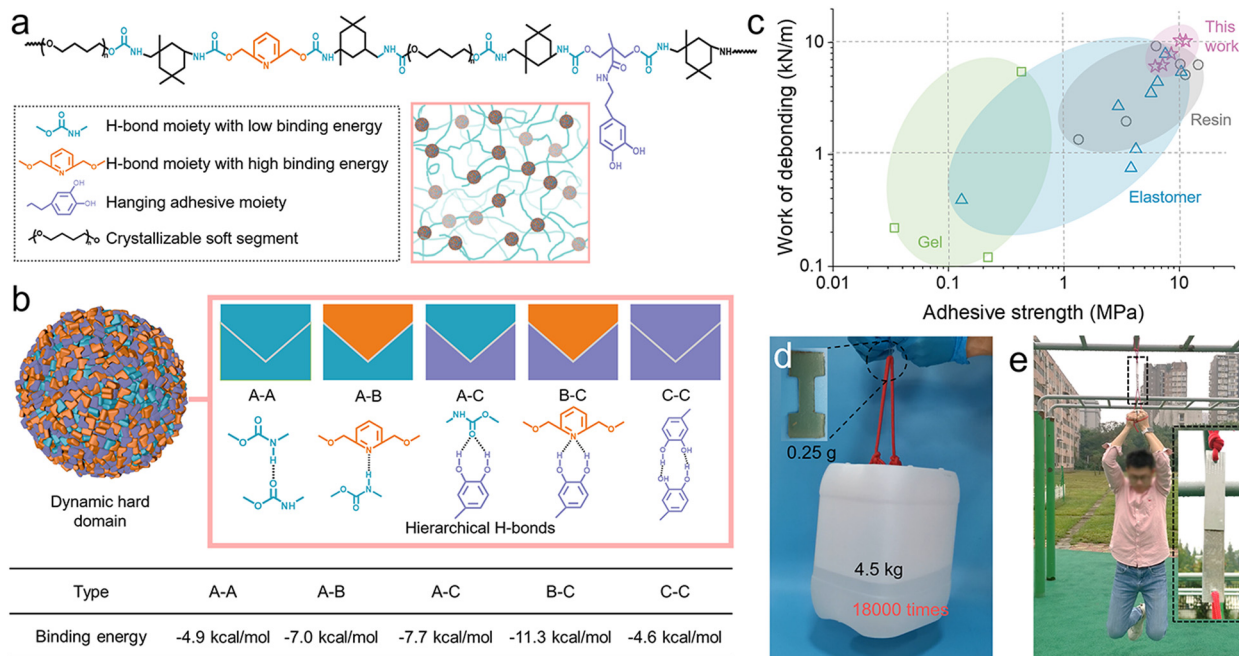 a
H-bond moiety with low binding energy
H-bond moiety with high binding energy
Hanging adhesive moiety
Crystallizable soft segment
b
Dynamic hard domain
A-A A-B A-C B-C C-C
Hierarchical H-bonds
Type A-A A-B A-C B-C C-C
Binding energy -4.9 kcal/mol -7.0 kcal/mol -7.7 kcal/mol -11.3 kcal/mol -4.6 kcal/mol
c
Work of debonding (kN/m)
10
1
0.1
0.01 0.1 1 10
Adhesive strength (MPa)
This work
Resin
Elastomer
Gel
d
0.25 g
4.5 kg
18000 times
e